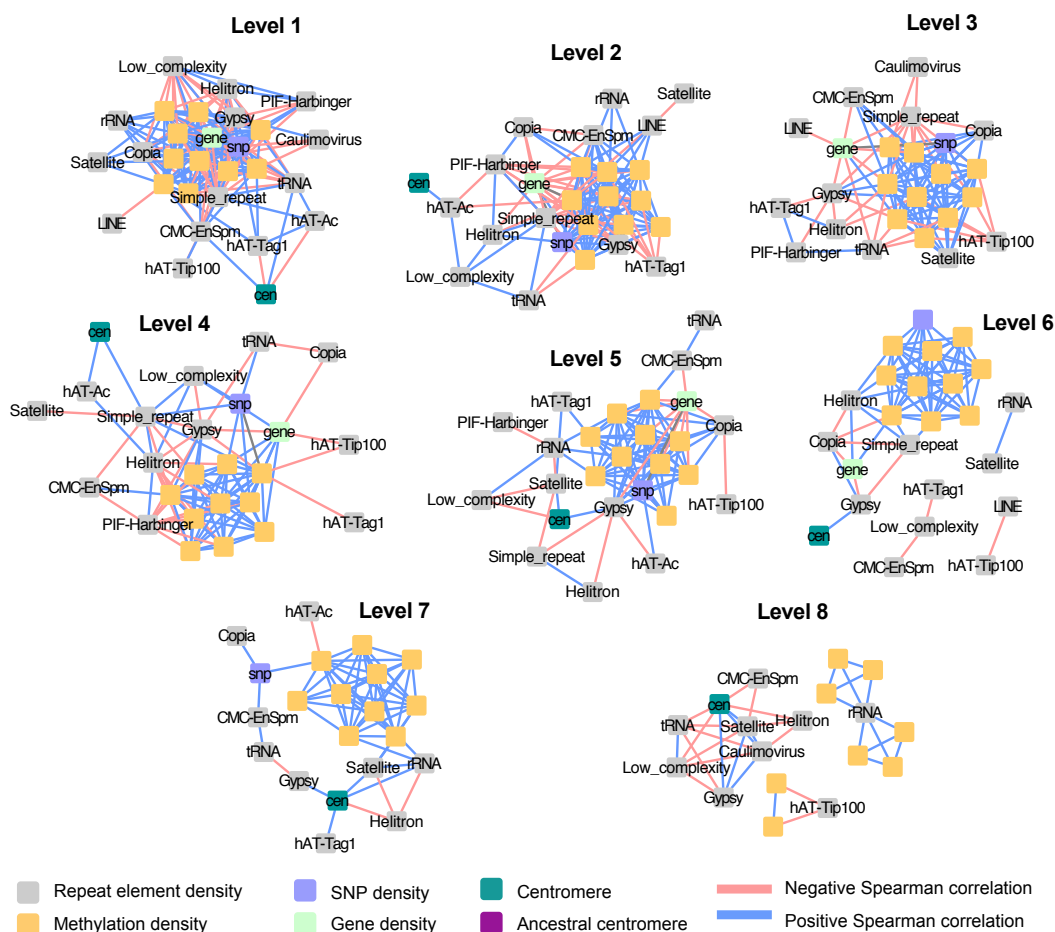 Level 1
Low_complexity
Helitron
PIF-Harbinger
rRNA
Gypsy
gene
snp
Caulimovirus
Copia
Satellite
tRNA
Simple_repeat
LINE
CMC-EnSpm
hAT-Ac
hAT-Tag1
hAT-Tip100
cen
Level 2
rRNA
Satellite
Copia
CMC-EnSpm
LINE
PIF-Harbinger
cen
gene
hAT-Ac
Simple_repeat
Helitron
snp
Gypsy
Low_complexity
hAT-Tag1
tRNA
Level 3
Caulimovirus
CMC-EnSpm
Simple_repeat
LINE
Copia
gene
snp
Gypsy
hAT-Tag1
Helitron
PIF-Harbinger
tRNA
hAT-Tip100
Satellite
Level 4
cen
tRNA
Copia
Low_complexity
hAT-Ac
snp
Satellite
Simple_repeat
Gypsy
gene
hAT-Tip100
Helitron
CMC-EnSpm
PIF-Harbinger
hAT-Tag1
Level 5
tRNA
CMC-EnSpm
hAT-Tag1
gene
PIF-Harbinger
Copia
rRNA
Satellite
snp
Low_complexity
Gypsy
hAT-Tip100
cen
Simple_repeat
hAT-Ac
Helitron
Level 6
Helitron
rRNA
Copia
Simple_repeat
gene
Satellite
hAT-Tag1
Gypsy
LINE
cen
Low_complexity
CMC-EnSpm
hAT-Tip100
Level 7
hAT-Ac
Copia
snp
CMC-EnSpm
tRNA
Satellite
rRNA
Gypsy
cen
Helitron
hAT-Tag1
Level 8
CMC-EnSpm
cen
tRNA
Helitron
rRNA
Satellite
Caulimovirus
Low_complexity
Gypsy
hAT-Tip100
Repeat element density
SNP density
Centromere
Negative Spearman correlation
Methylation density
Gene density
Ancestral centromere
Positive Spearman correlation